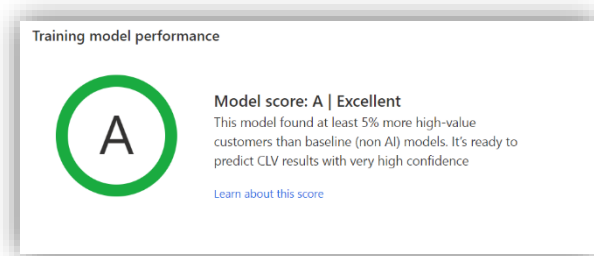 Training model performance
A
Model score: A | Excellent
This model found at least 5% more high-value
customers than baseline (non AI) models. It's ready to
predict CLV results with very high confidence
Learn about this score